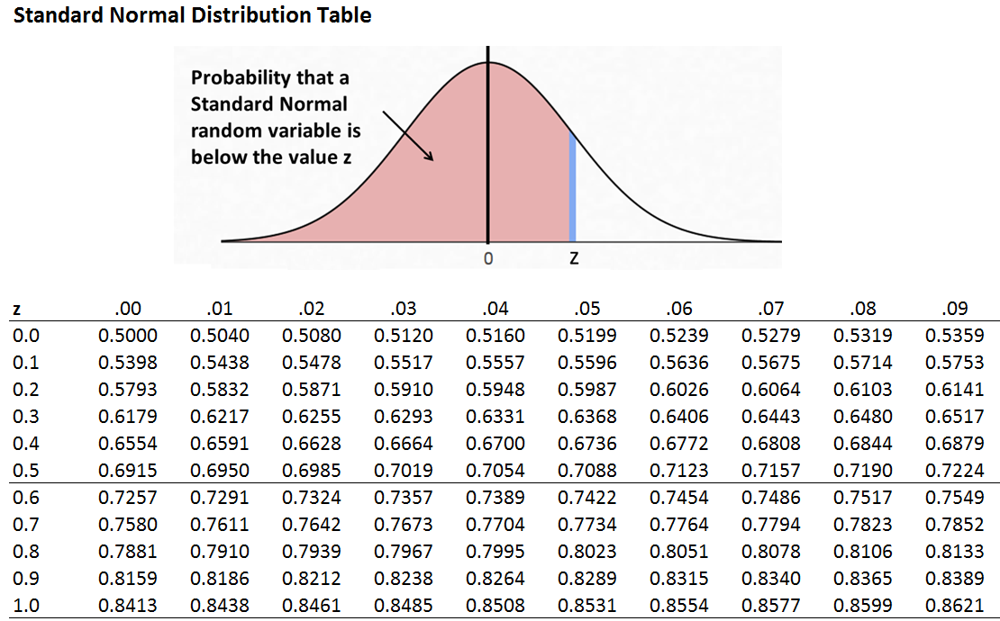 Standard Normal Distribution Table
Probability that a
Standard Normal
random variable is
below the value z
0 z
z .00 .01 .02 .03 .04 .05 .06 .07 .08 .09
0.0 0.5000 0.5040 0.5080 0.5120 0.5160 0.5199 0.5239 0.5279 0.5319 0.5359
0.1 0.5398 0.5438 0.5478 0.5517 0.5557 0.5596 0.5636 0.5675 0.5714 0.5753
0.2 0.5793 0.5832 0.5871 0.5910 0.5948 0.5987 0.6026 0.6064 0.6103 0.6141
0.3 0.6179 0.6217 0.6255 0.6293 0.6331 0.6368 0.6406 0.6443 0.6480 0.6517
0.4 0.6554 0.6591 0.6628 0.6664 0.6700 0.6736 0.6772 0.6808 0.6844 0.6879
0.5 0.6915 0.6950 0.6985 0.7019 0.7054 0.7088 0.7123 0.7157 0.7190 0.7224
0.6 0.7257 0.7291 0.7324 0.7357 0.7389 0.7422 0.7454 0.7486 0.7517 0.7549
0.7 0.7580 0.7611 0.7642 0.7673 0.7704 0.7734 0.7764 0.7794 0.7823 0.7852
0.8 0.7881 0.7910 0.7939 0.7967 0.7995 0.8023 0.8051 0.8078 0.8106 0.8133
0.9 0.8159 0.8186 0.8212 0.8238 0.8264 0.8289 0.8315 0.8340 0.8365 0.8389
1.0 0.8413 0.8438 0.8461 0.8485 0.8508 0.8531 0.8554 0.8577 0.8599 0.8621